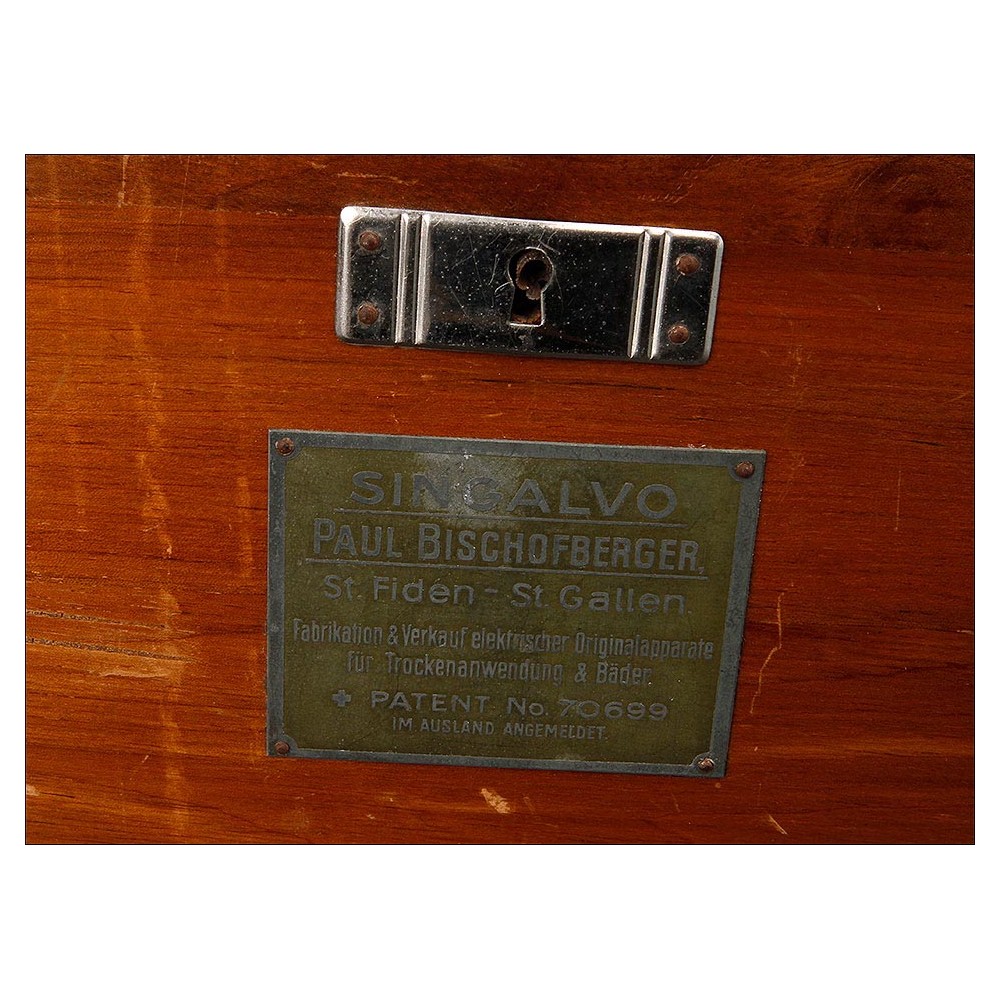 SINGALVO
PAUL BISCHOFBERGER,
St. Fiden - St. Gallen.
Fabrikation & Verkauf elektrischer Originalapparate
für Trockenanwendung & Bäder.
✚ PATENT No. 70699
IM AUSLAND ANGEMELDET.